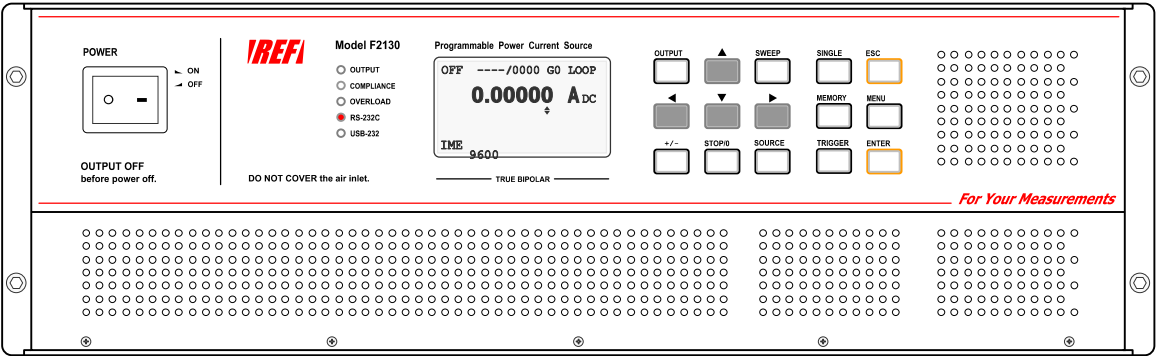 POWER
ON
OFF
OUTPUT OFF
before power off.
IREFI
Model F2130
OUTPUT
COMPLIANCE
OVERLOAD
RS-232C
USB-232
DO NOT COVER the air inlet.
Programmable Power Current Source
OFF ----/0000 G0 LOOP
0.00000 A DC
IME
9600
TRUE BIPOLAR
OUTPUT SWEEP SINGLE ESC
MEMORY MENU
+/- STOP/0 SOURCE TRIGGER ENTER
For Your Measurements